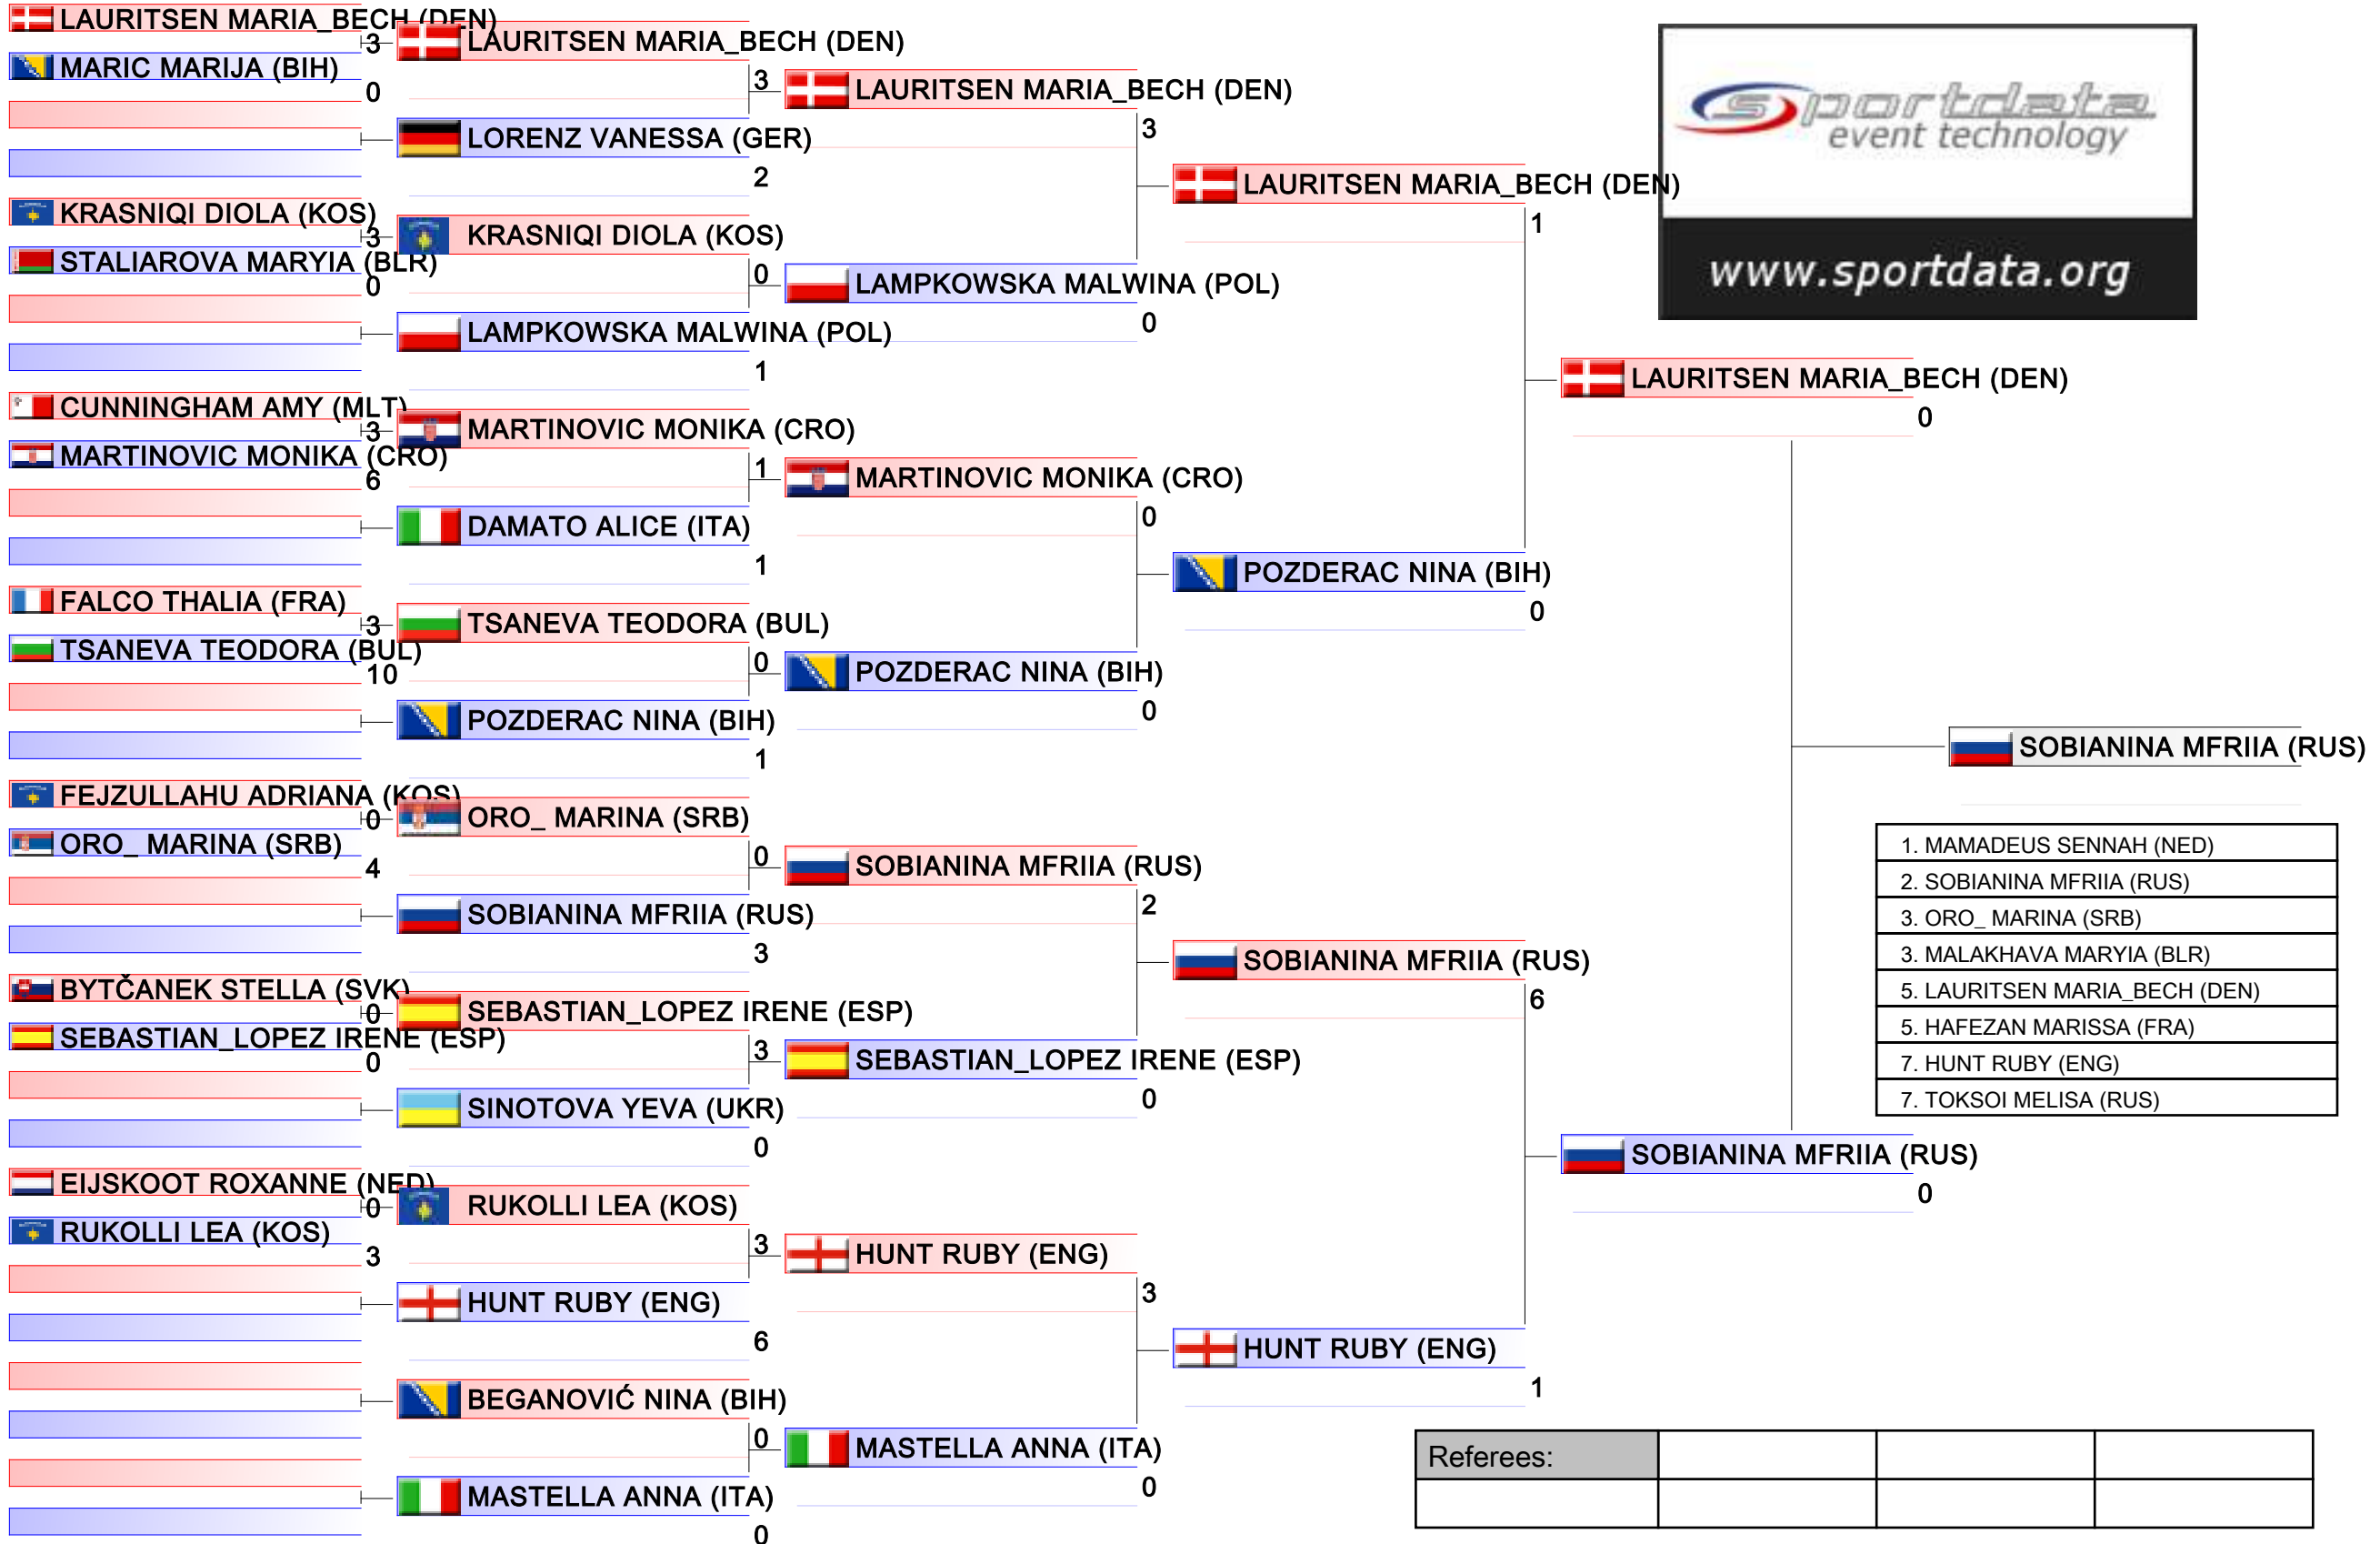 LAURITSEN MARIA_BECH (DEN)
3
MARIC MARIJA (BIH)
0
KRASNIQI DIOLA (KOS)
3
STALIAROVA MARYIA (BLR)
0
CUNNINGHAM AMY (MLT)
3
MARTINOVIC MONIKA (CRO)
6
FALCO THALIA (FRA)
3
TSANEVA TEODORA (BUL)
10
FEJZULLAHU ADRIANA (KOS)
0
ORO_ MARINA (SRB)
4
BYTČANEK STELLA (SVK)
0
SEBASTIAN_LOPEZ IRENE (ESP)
0
EIJSKOOT ROXANNE (NED)
0
RUKOLLI LEA (KOS)
3
LAURITSEN MARIA_BECH (DEN)
3
LORENZ VANESSA (GER)
2
KRASNIQI DIOLA (KOS)
0
LAMPKOWSKA MALWINA (POL)
1
MARTINOVIC MONIKA (CRO)
1
DAMATO ALICE (ITA)
1
TSANEVA TEODORA (BUL)
0
POZDERAC NINA (BIH)
1
ORO_ MARINA (SRB)
0
SOBIANINA MFRIIA (RUS)
3
SEBASTIAN_LOPEZ IRENE (ESP)
3
SINOTOVA YEVA (UKR)
0
RUKOLLI LEA (KOS)
3
HUNT RUBY (ENG)
6
BEGANOVIĆ NINA (BIH)
0
MASTELLA ANNA (ITA)
0
LAURITSEN MARIA_BECH (DEN)
3
LAMPKOWSKA MALWINA (POL)
0
MARTINOVIC MONIKA (CRO)
0
POZDERAC NINA (BIH)
0
SOBIANINA MFRIIA (RUS)
2
SEBASTIAN_LOPEZ IRENE (ESP)
0
HUNT RUBY (ENG)
3
MASTELLA ANNA (ITA)
0
LAURITSEN MARIA_BECH (DEN)
1
POZDERAC NINA (BIH)
0
SOBIANINA MFRIIA (RUS)
6
HUNT RUBY (ENG)
1
LAURITSEN MARIA_BECH (DEN)
0
SOBIANINA MFRIIA (RUS)
0
SOBIANINA MFRIIA (RUS)
sportdata
event technology
www.sportdata.org
1. MAMADEUS SENNAH (NED)
2. SOBIANINA MFRIIA (RUS)
3. ORO_ MARINA (SRB)
3. MALAKHAVA MARYIA (BLR)
5. LAURITSEN MARIA_BECH (DEN)
5. HAFEZAN MARISSA (FRA)
7. HUNT RUBY (ENG)
7. TOKSOI MELISA (RUS)
Referees: